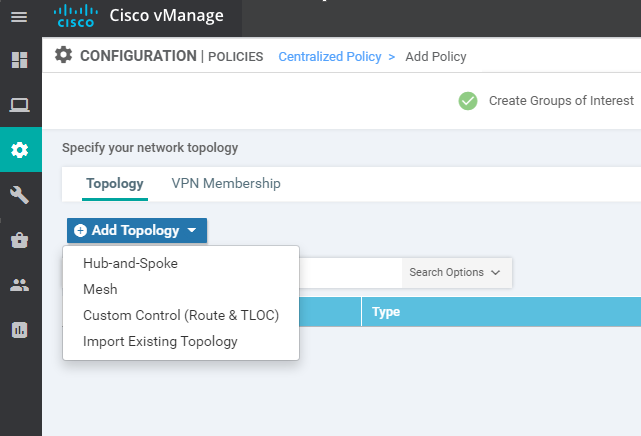 CISCO
Cisco vManage
CONFIGURATION | POLICIES Centralized Policy > Add Policy
Create Groups of Interest
Specify your network topology
Topology VPN Membership
Add Topology
Hub-and-Spoke
Search Options
Mesh
Custom Control (Route & TLOC)
Type
Import Existing Topology